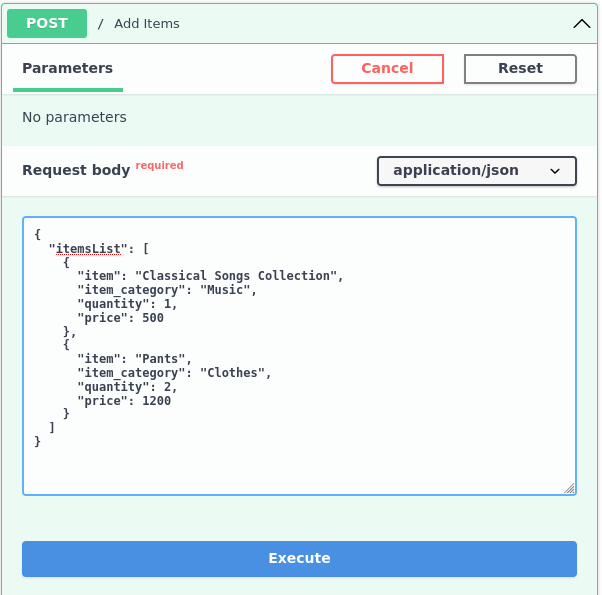 POST / Add Items
Parameters Cancel Reset
No parameters
Request body required application/json
{
  "itemsList": [
    {
      "item": "Classical Songs Collection",
      "item_category": "Music",
      "quantity": 1,
      "price": 500
    },
    {
      "item": "Pants",
      "item_category": "Clothes",
      "quantity": 2,
      "price": 1200
    }
  ]
}
Execute